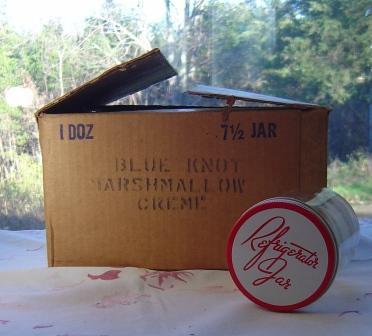 1 DOZ 7½ JAR
BLUE KNOT
MARSHMALLOW
CREME
Refrigerator
Jar